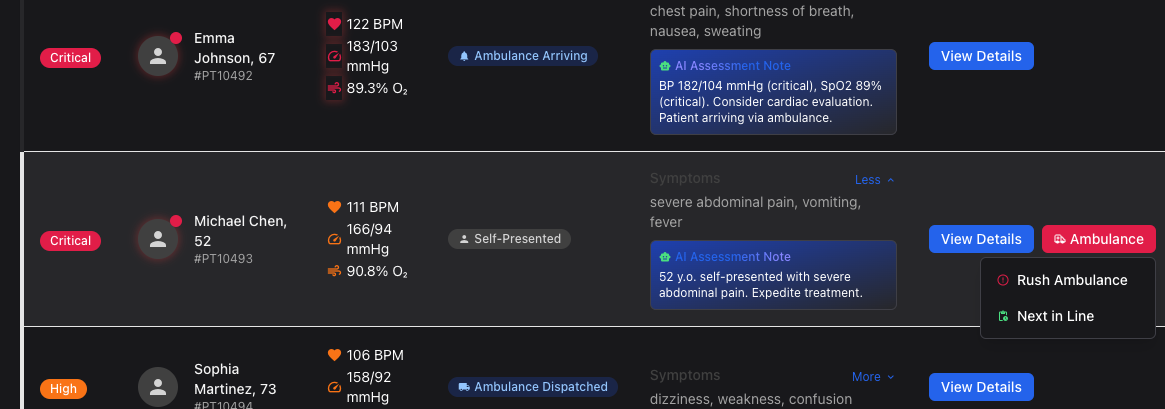 chest pain, shortness of breath,
nausea, sweating
Critical
Emma
Johnson, 67
#PT10492
122 BPM
183/103
mmHg
89.3% O₂
Ambulance Arriving
AI Assessment Note
BP 182/104 mmHg (critical), SpO2 89%
(critical). Consider cardiac evaluation.
Patient arriving via ambulance.
View Details
Critical
Michael Chen,
52
#PT10493
111 BPM
166/94
mmHg
90.8% O₂
Self-Presented
Symptoms
Less
severe abdominal pain, vomiting,
fever
AI Assessment Note
52 y.o. self-presented with severe
abdominal pain. Expedite treatment.
View Details
Ambulance
Rush Ambulance
Next in Line
High
Sophia
Martinez, 73
#PT10494
106 BPM
158/92
mmHg
Ambulance Dispatched
Symptoms
More
dizziness, weakness, confusion
View Details